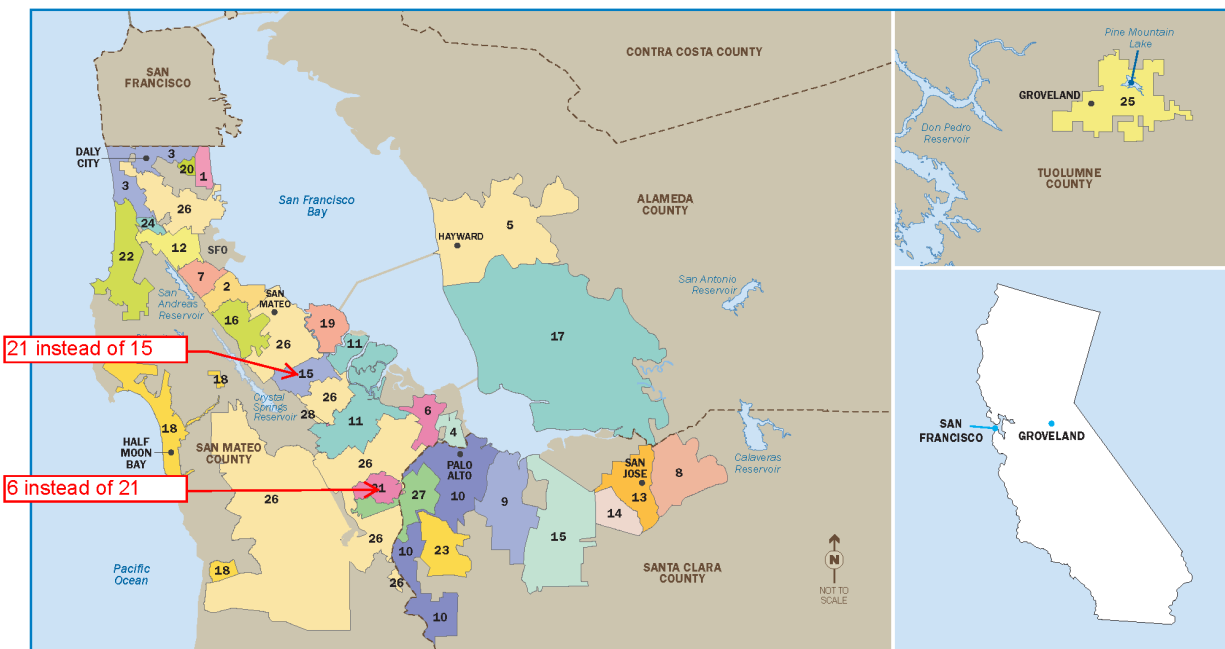 SAN
FRANCISCO
CONTRA COSTA COUNTY
DALY
CITY
3
20
1
3
26
24
12
22
SFO
7
2
San
Andreas
Reservoir
SAN
MATEO
16
26
19
11
San Francisco
Bay
HAYWARD
5
ALAMEDA
COUNTY
San Antonio
Reservoir
17
21 instead of 15
15
18
Crystal
Springs
Reservoir
26
28
11
6
4
18
HALF
MOON
BAY
SAN MATEO
COUNTY
26
PALO
ALTO
Calaveras
Reservoir
SAN
JOSE
8
6 instead of 21
21
27
10
9
13
14
26
26
10
23
15
Pacific
Ocean
18
26
10
SANTA CLARA
COUNTY
N
NOT TO
SCALE
Pine Mountain
Lake
GROVELAND
25
Don Pedro
Reservoir
TUOLUMNE
COUNTY
SAN
FRANCISCO
GROVELAND